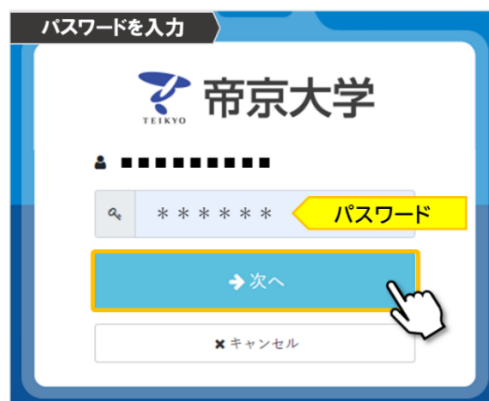 パスワードを入力
帝京大学
TEIKYO
■■■■■■■■■
******
パスワード
次へ
キャンセル